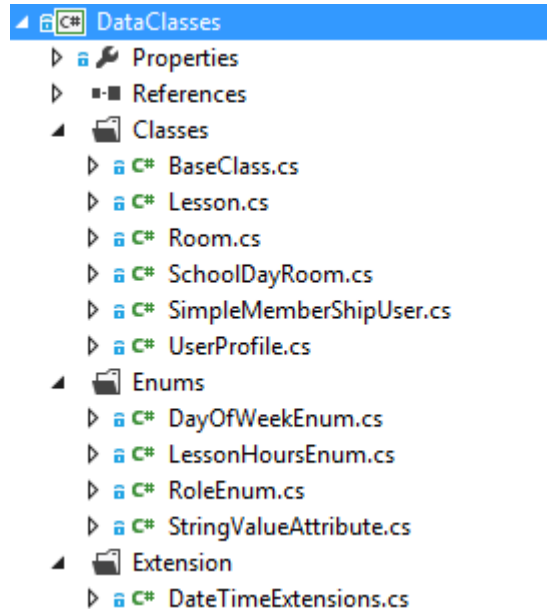 C# DataClasses
Properties
References
Classes
C# BaseClass.cs
C# Lesson.cs
C# Room.cs
C# SchoolDayRoom.cs
C# SimpleMemberShipUser.cs
C# UserProfile.cs
Enums
C# DayOfWeekEnum.cs
C# LessonHoursEnum.cs
C# RoleEnum.cs
C# StringValueAttribute.cs
Extension
C# DateTimeExtensions.cs